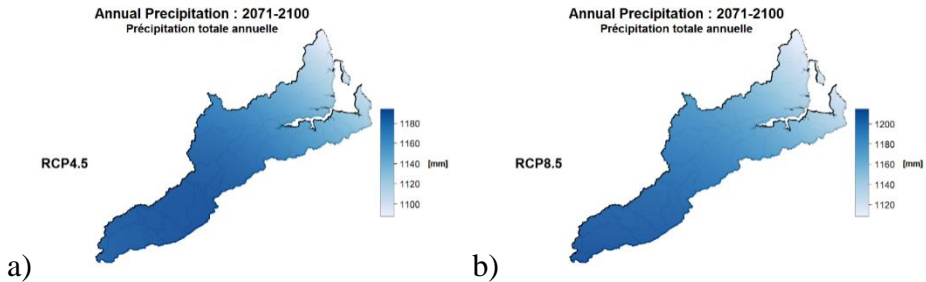 Annual Precipitation : 2071-2100
Précipitation totale annuelle
1180
1160
1140
1120
1100
[mm]
RCP4.5
a)
Annual Precipitation : 2071-2100
Précipitation totale annuelle
1200
1180
1160
1140
1120
[mm]
RCP8.5
b)